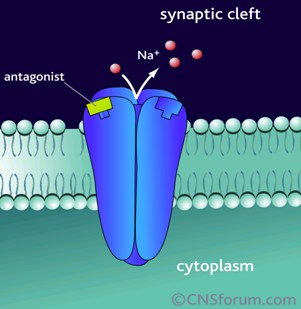 synaptic cleft
Na⁺
antagonist
cytoplasm
©CNSforum.com